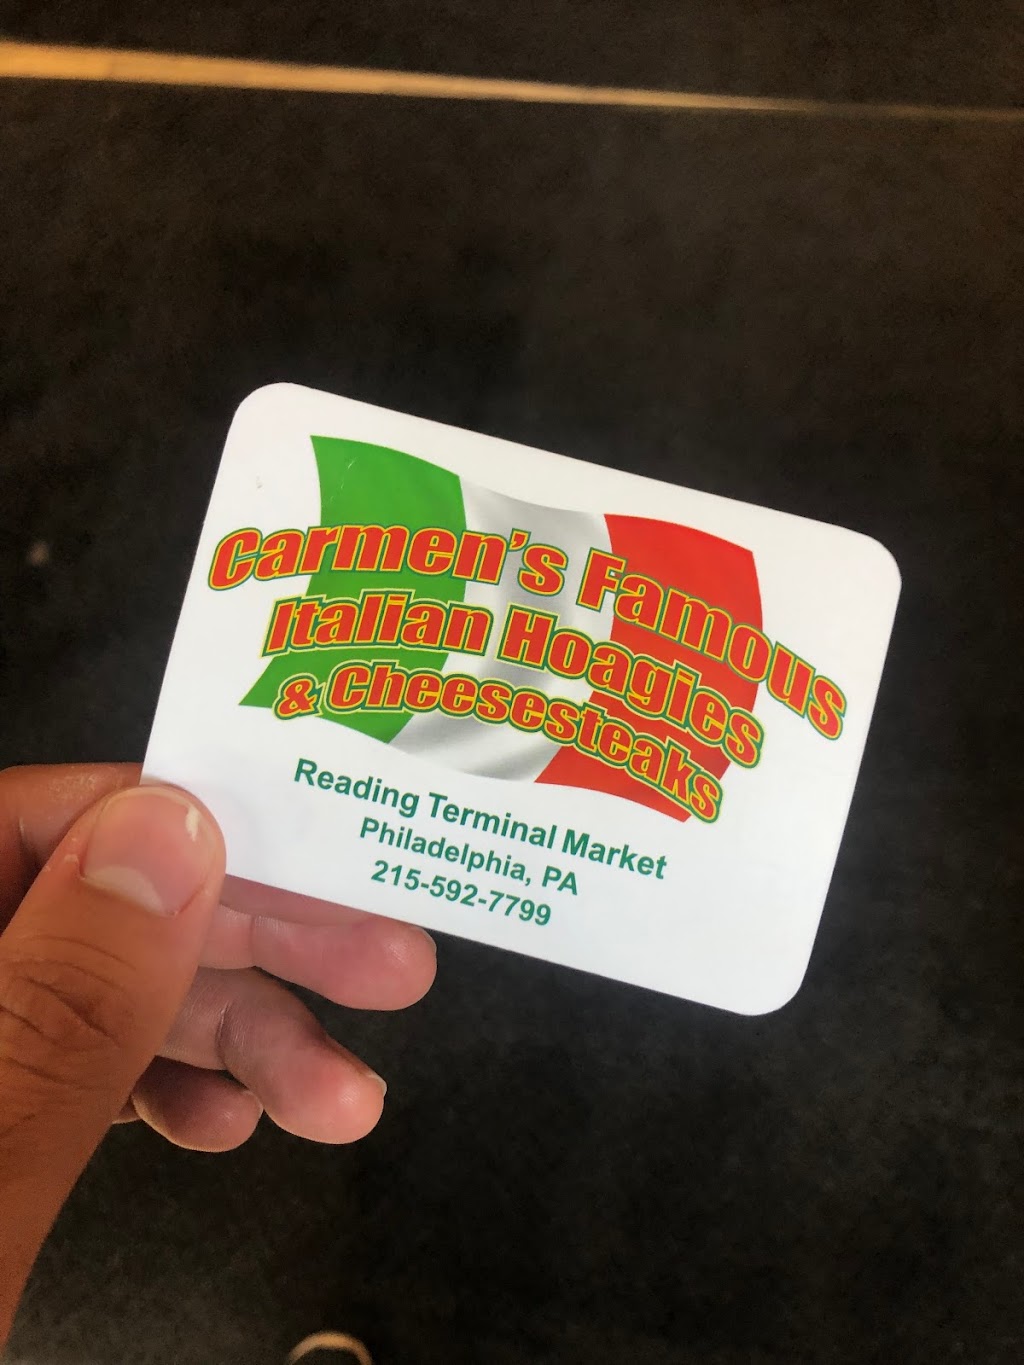 Carmen's Famous
Italian Hoagies
& Cheesesteaks
Reading Terminal Market
Philadelphia, PA
215-592-7799